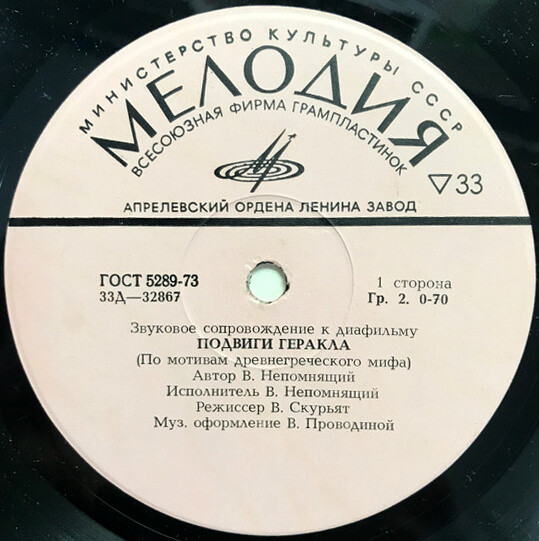 МИНИСТЕРСТВО КУЛЬТУРЫ СССР
МЕЛОДИЯ
ВСЕСОЮЗНАЯ ФИРМА ГРАМПЛАСТИНОК
▽33
АПРЕЛЕВСКИЙ ОРДЕНА ЛЕНИНА ЗАВОД
ГОСТ 5289-73
33Д—32867
1 сторона
Гр. 2. 0-70
Звуковое сопровождение к диафильму
ПОДВИГИ ГЕРАКЛА
(По мотивам древнегреческого мифа)
Автор В. Непомнящий
Исполнитель В. Непомнящий
Режиссер В. Скурьят
Муз. оформление В. Проводиной